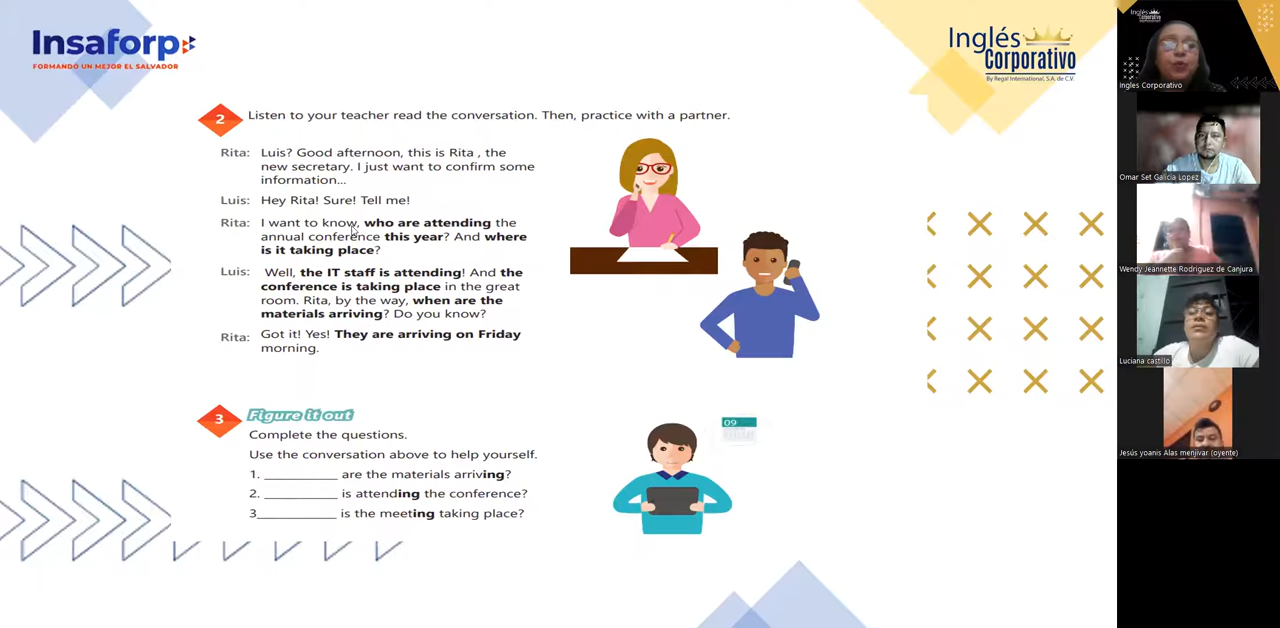 Insaforp
FORMANDO UN MEJOR EL SALVADOR
Inglés
Corporativo
By Regal International, S.A. de C.V.
2
Listen to your teacher read the conversation. Then, practice with a partner.
Rita: Luis? Good afternoon, this is Rita , the
new secretary. I just want to confirm some
information...
Luis: Hey Rita! Sure! Tell me!
Rita: I want to know, who are attending the
annual conference this year? And where
is it taking place?
Luis: Well, the IT staff is attending! And the
conference is taking place in the great
room. Rita, by the way, when are the
materials arriving? Do you know?
Rita: Got it! Yes! They are arriving on Friday
morning.
3
Figure it out
Complete the questions.
Use the conversation above to help yourself.
1. __________ are the materials arriving?
2. __________ is attending the conference?
3___________ is the meeting taking place?
09
Inglés
Ingles Corporativo
Omar Set Galicia Lopez
Wendy Jeannette Rodriguez de Canjura
Luciana castillo
Jesús yoanis Alas menjivar (oyente)